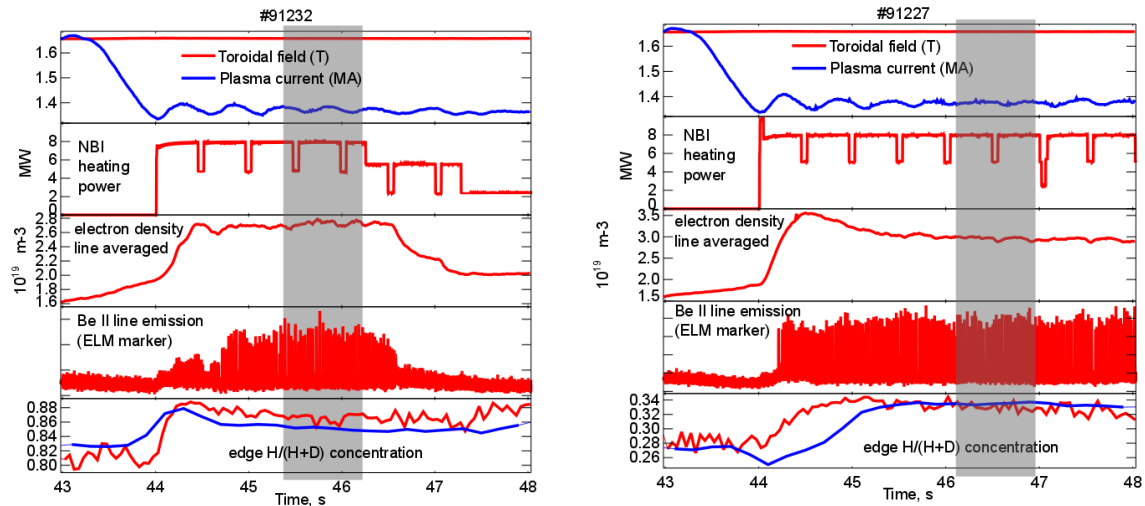 #91232
1.6
1.5
1.4
Toroidal field (T)
Plasma current (MA)
MW
8
6
4
2
0
NBI
heating
power
10^19 m-3
2.8
2.6
2.4
2.2
2.0
1.8
1.6
electron density
line averaged
Be II line emission
(ELM marker)
0.88
0.86
0.84
0.82
0.80
edge H/(H+D) concentration
43 44 45 46 47 48
Time, s
#91227
1.6
1.5
1.4
Toroidal field (T)
Plasma current (MA)
MW
8
6
4
2
0
NBI
heating
power
10^19 m-3
3.5
3.0
2.5
2.0
1.5
electron density
line averaged
Be II line emission
(ELM marker)
0.34
0.32
0.30
0.28
0.26
edge H/(H+D) concentration
43 44 45 46 47 48
Time, s